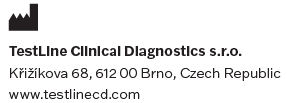 TestLine Clinical Diagnostics s.r.o.
Křižíkova 68, 612 00 Brno, Czech Republic
www.testlinecd.com